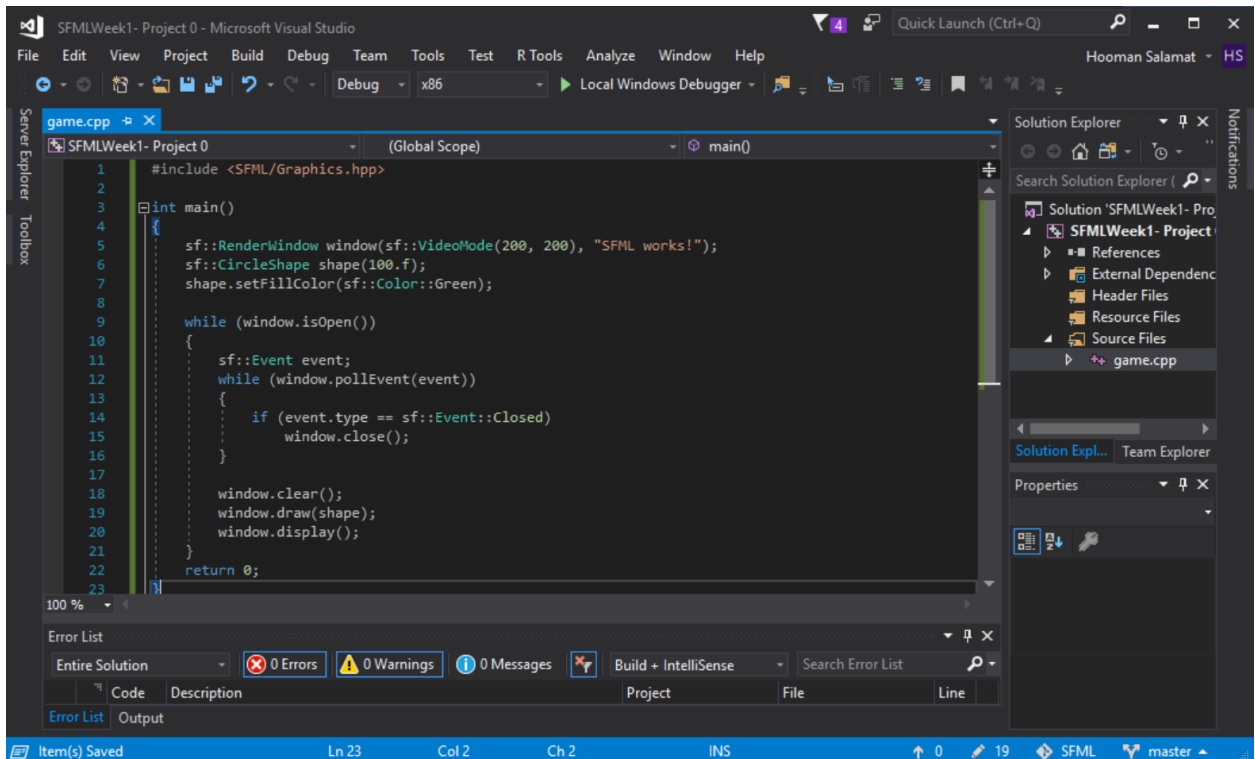 SFMLWeek1- Project 0 - Microsoft Visual Studio
4
Quick Launch (Ctrl+Q)
File Edit View Project Build Debug Team Tools Test R Tools Analyze Window Help
Hooman Salamat HS
Debug x86 Local Windows Debugger
Server Explorer
Toolbox
game.cpp
SFMLWeek1- Project 0 (Global Scope) main()
1 #include <SFML/Graphics.hpp>
2
3 int main()
4 {
5 sf::RenderWindow window(sf::VideoMode(200, 200), "SFML works!");
6 sf::CircleShape shape(100.f);
7 shape.setFillColor(sf::Color::Green);
8
9 while (window.isOpen())
10 {
11 sf::Event event;
12 while (window.pollEvent(event))
13 {
14 if (event.type == sf::Event::Closed)
15 window.close();
16 }
17
18 window.clear();
19 window.draw(shape);
20 window.display();
21 }
22 return 0;
23 }
100 %
Solution Explorer
Search Solution Explorer (
Solution 'SFMLWeek1- Proj
SFMLWeek1- Project
References
External Dependenc
Header Files
Resource Files
Source Files
game.cpp
Solution Expl... Team Explorer
Properties
Notifications
Error List
Entire Solution 0 Errors 0 Warnings 0 Messages Build + IntelliSense Search Error List
Code Description Project File Line
Error List Output
Item(s) Saved Ln 23 Col 2 Ch 2 INS 0 19 SFML master